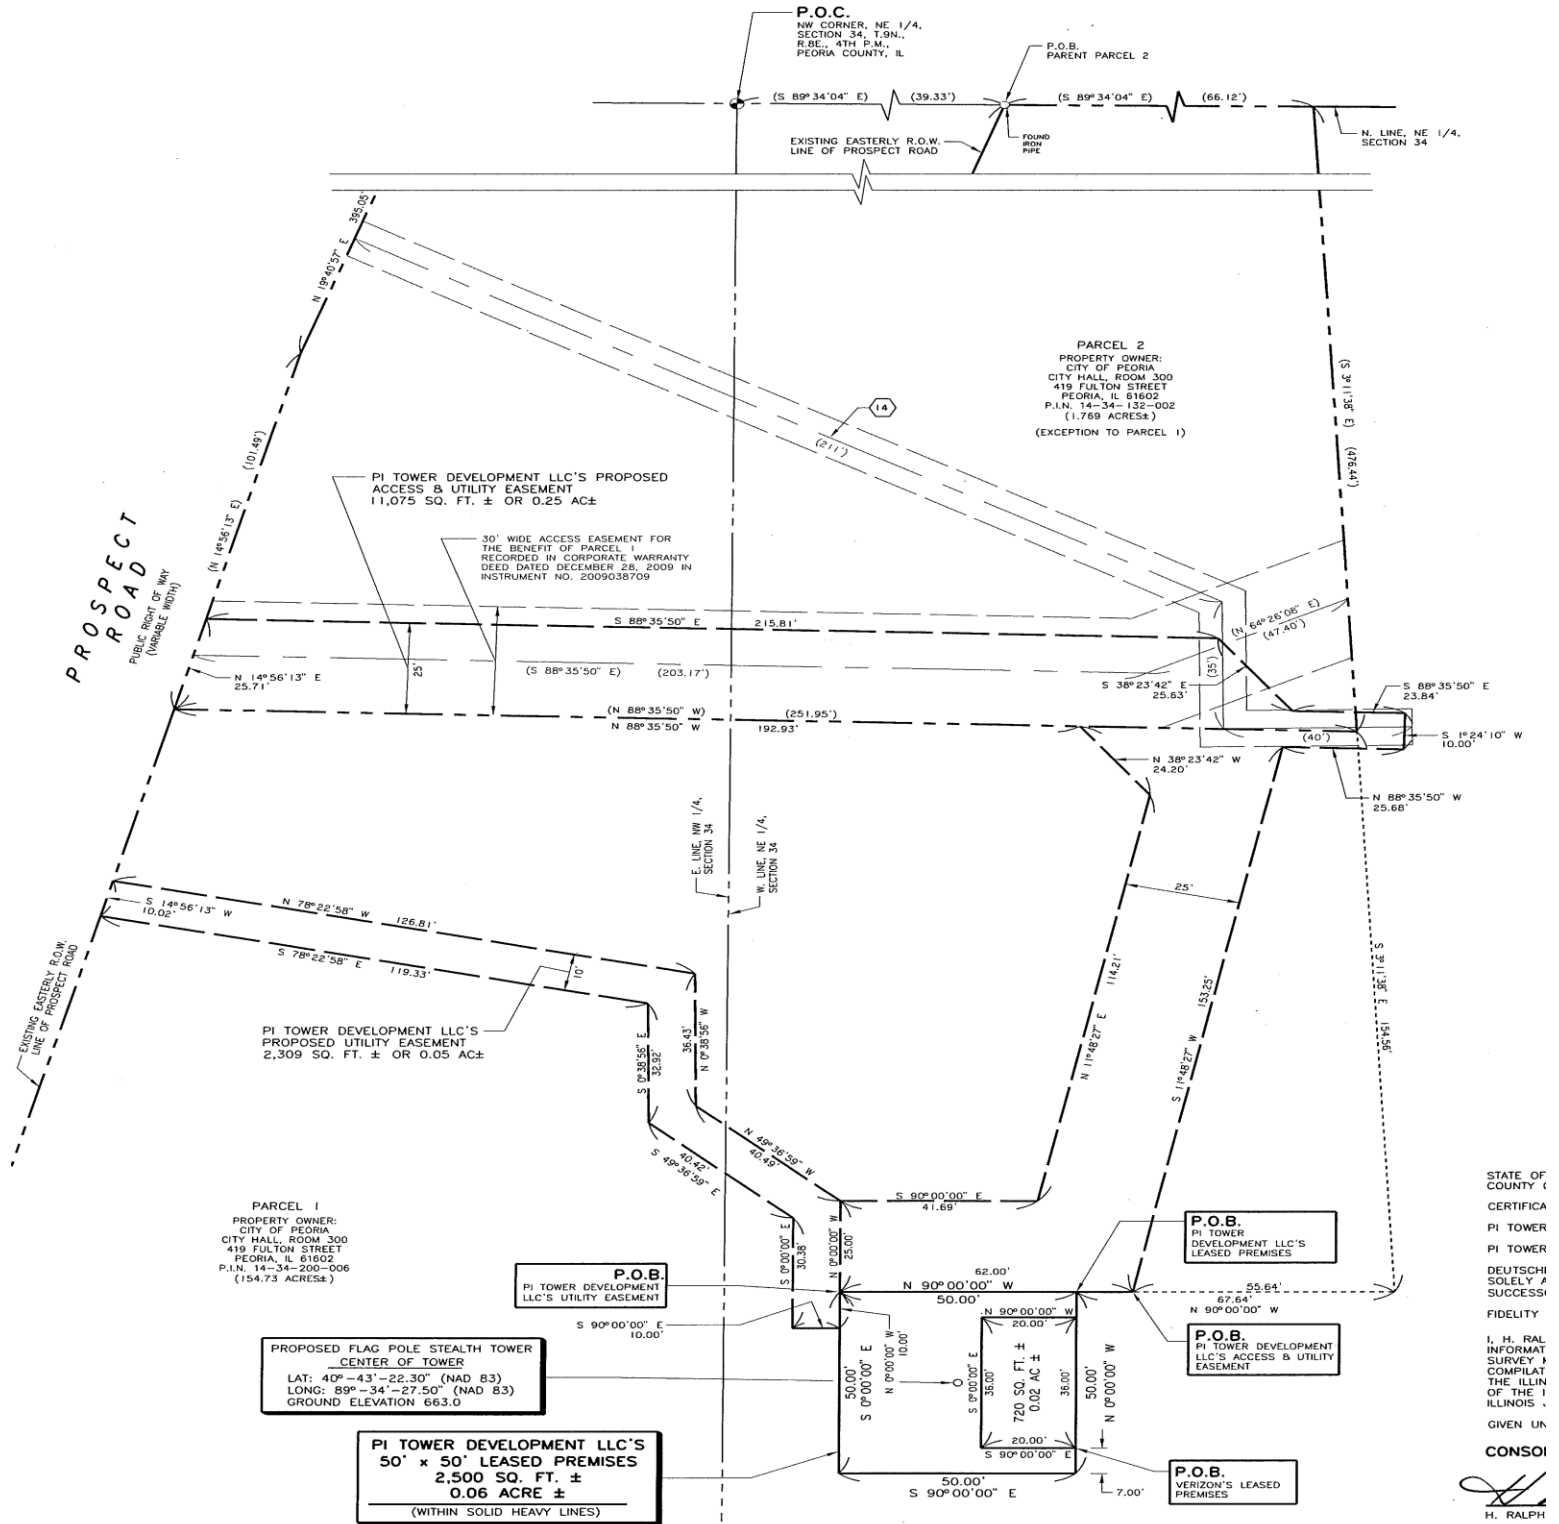 P.O.C.
NW CORNER, NE 1/4,
SECTION 34, T.9N.,
R.8E., 4TH P.M.,
PEORIA COUNTY, IL
P.O.B.
PARENT PARCEL 2
(S 89°34'04" E) (39.33')
(S 89°34'04" E) (66.12')
EXISTING EASTERLY R.O.W.
LINE OF PROSPECT ROAD
FOUND
IRON
PIPE
N. LINE, NE 1/4,
SECTION 34
N 19°40'57" E 395.05'
PARCEL 2
PROPERTY OWNER:
CITY OF PEORIA
CITY HALL, ROOM 300
419 FULTON STREET
PEORIA, IL 61602
P.I.N. 14-34-132-002
(1.769 ACRES±)
(EXCEPTION TO PARCEL 1)
(S 3°11'38" E) (476.44')
14
(211')
(N 14°56'13" E) (101.49')
PI TOWER DEVELOPMENT LLC'S PROPOSED
ACCESS & UTILITY EASEMENT
11,075 SQ. FT. ± OR 0.25 AC±
30' WIDE ACCESS EASEMENT FOR
THE BENEFIT OF PARCEL 1
RECORDED IN CORPORATE WARRANTY
DEED DATED DECEMBER 28, 2009 IN
INSTRUMENT NO. 2009038709
PROSPECT
ROAD
PUBLIC RIGHT OF WAY
(VARIABLE WIDTH)
S 88°35'50" E 215.81'
(N 64°26'08" E)
(47.40')
25'
(S 88°35'50" E) (203.17')
(35')
N 14°56'13" E
25.71'
S 38°23'42" E
25.63'
S 88°35'50" E
23.84'
(N 88°35'50" W) (251.95')
N 88°35'50" W 192.93'
(40')
S 1°24'10" W
10.00'
N 38°23'42" W
24.20'
N 88°35'50" W
25.68'
E. LINE, NW 1/4,
SECTION 34
W. LINE, NE 1/4,
SECTION 34
25'
N 78°22'58" W 126.81'
S 14°56'13" W
10.02'
S 78°22'58" E 119.33'
10'
N 11°48'27" E 114.21'
S 11°48'27" W 153.25'
S 3°11'38" E 154.56'
EXISTING EASTERLY R.O.W.
LINE OF PROSPECT ROAD
PI TOWER DEVELOPMENT LLC'S
PROPOSED UTILITY EASEMENT
2,309 SQ. FT. ± OR 0.05 AC±
S 0°38'56" E
32.92'
36.43'
N 0°38'56" W
N 49°36'59" W
40.49'
40.42'
S 49°36'59" E
PARCEL 1
PROPERTY OWNER:
CITY OF PEORIA
CITY HALL, ROOM 300
419 FULTON STREET
PEORIA, IL 61602
P.I.N. 14-34-200-006
(154.73 ACRES±)
S 90°00'00" E
41.69'
S 0°00'00" E
30.38'
N 0°00'00" W
25.00'
P.O.B.
PI TOWER
DEVELOPMENT LLC'S
LEASED PREMISES
P.O.B.
PI TOWER DEVELOPMENT
LLC'S UTILITY EASEMENT
62.00'
N 90°00'00" W
50.00'
55.64'
67.64'
N 90°00'00" W
S 90°00'00" E
10.00'
P.O.B.
PI TOWER DEVELOPMENT
LLC'S ACCESS & UTILITY
EASEMENT
PROPOSED FLAG POLE STEALTH TOWER
CENTER OF TOWER
LAT: 40°-43'-22.30" (NAD 83)
LONG: 89°-34'-27.50" (NAD 83)
GROUND ELEVATION 663.0
50.00'
S 0°00'00" E
N 0°00'00" W
10.00'
N 90°00'00" W
20.00'
S 0°00'00" E
36.00'
720 SQ. FT. ±
0.02 AC ±
36.00'
50.00'
N 0°00'00" W
20.00'
S 90°00'00" E
PI TOWER DEVELOPMENT LLC'S
50' x 50' LEASED PREMISES
2,500 SQ. FT. ±
0.06 ACRE ±
(WITHIN SOLID HEAVY LINES)
50.00'
S 90°00'00" E
7.00'
P.O.B.
VERIZON'S LEASED
PREMISES
STATE OF
COUNTY
CERTIFICA
PI TOWER
PI TOWER
DEUTSCHE
SOLELY A
SUCCESSO
FIDELITY
I, H. RAL
INFORMAT
SURVEY
COMPILAT
THE ILLIN
OF THE I
ILLINOIS
GIVEN UN
CONSO
H. RALPH